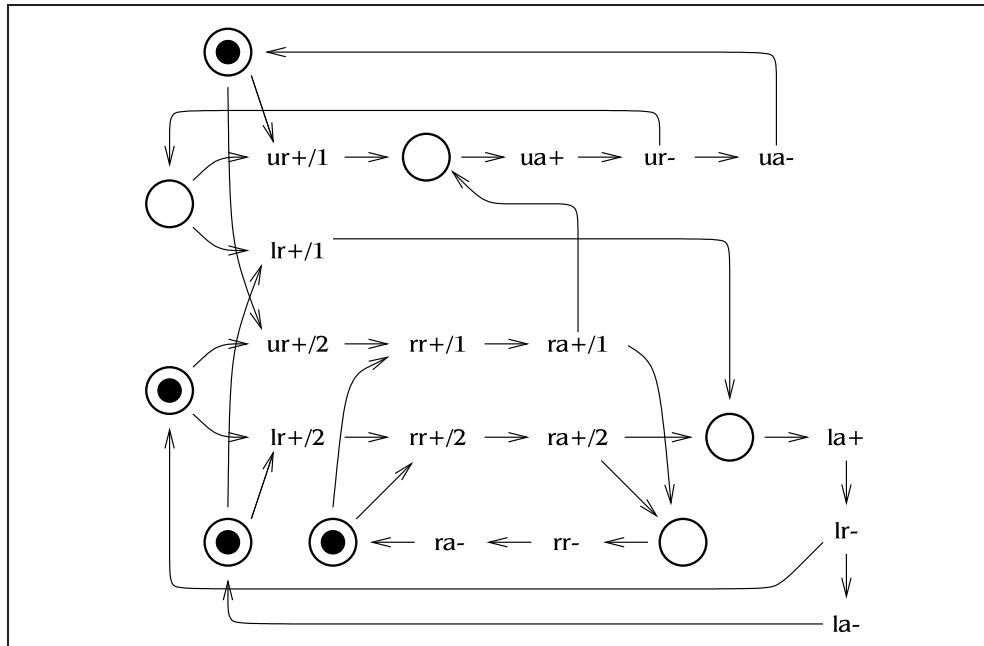 ur+/1 ua+ ur- ua-
lr+/1
ur+/2 rr+/1 ra+/1
lr+/2 rr+/2 ra+/2 la+
lr-
ra- rr-
la-